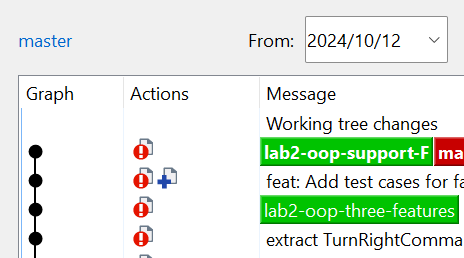 master From: 2024/10/12
Graph Actions Message
Working tree changes
lab2-oop-support-F ma
feat: Add test cases for fa
lab2-oop-three-features
extract TurnRightComma